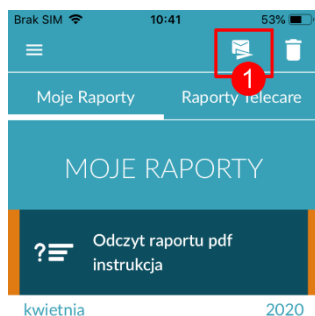 Brak SIM 10:41 53%
1
Moje Raporty Raporty Telecare
MOJE RAPORTY
?
Odczyt raportu pdf
instrukcja
kwietnia 2020